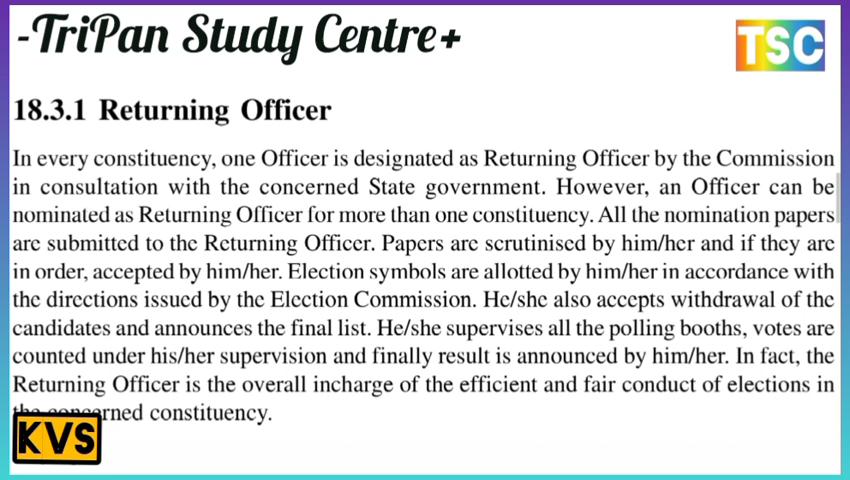 -TriPan Study Centre+
TSC
18.3.1 Returning Officer
In every constituency, one Officer is designated as Returning Officer by the Commission
in consultation with the concerned State government. However, an Officer can be
nominated as Returning Officer for more than one constituency. All the nomination papers
are submitted to the Returning Officer. Papers are scrutinised by him/her and if they are
in order, accepted by him/her. Election symbols are allotted by him/her in accordance with
the directions issued by the Election Commission. He/she also accepts withdrawal of the
candidates and announces the final list. He/she supervises all the polling booths, votes are
counted under his/her supervision and finally result is announced by him/her. In fact, the
Returning Officer is the overall incharge of the efficient and fair conduct of elections in
the concerned constituency.
KVS